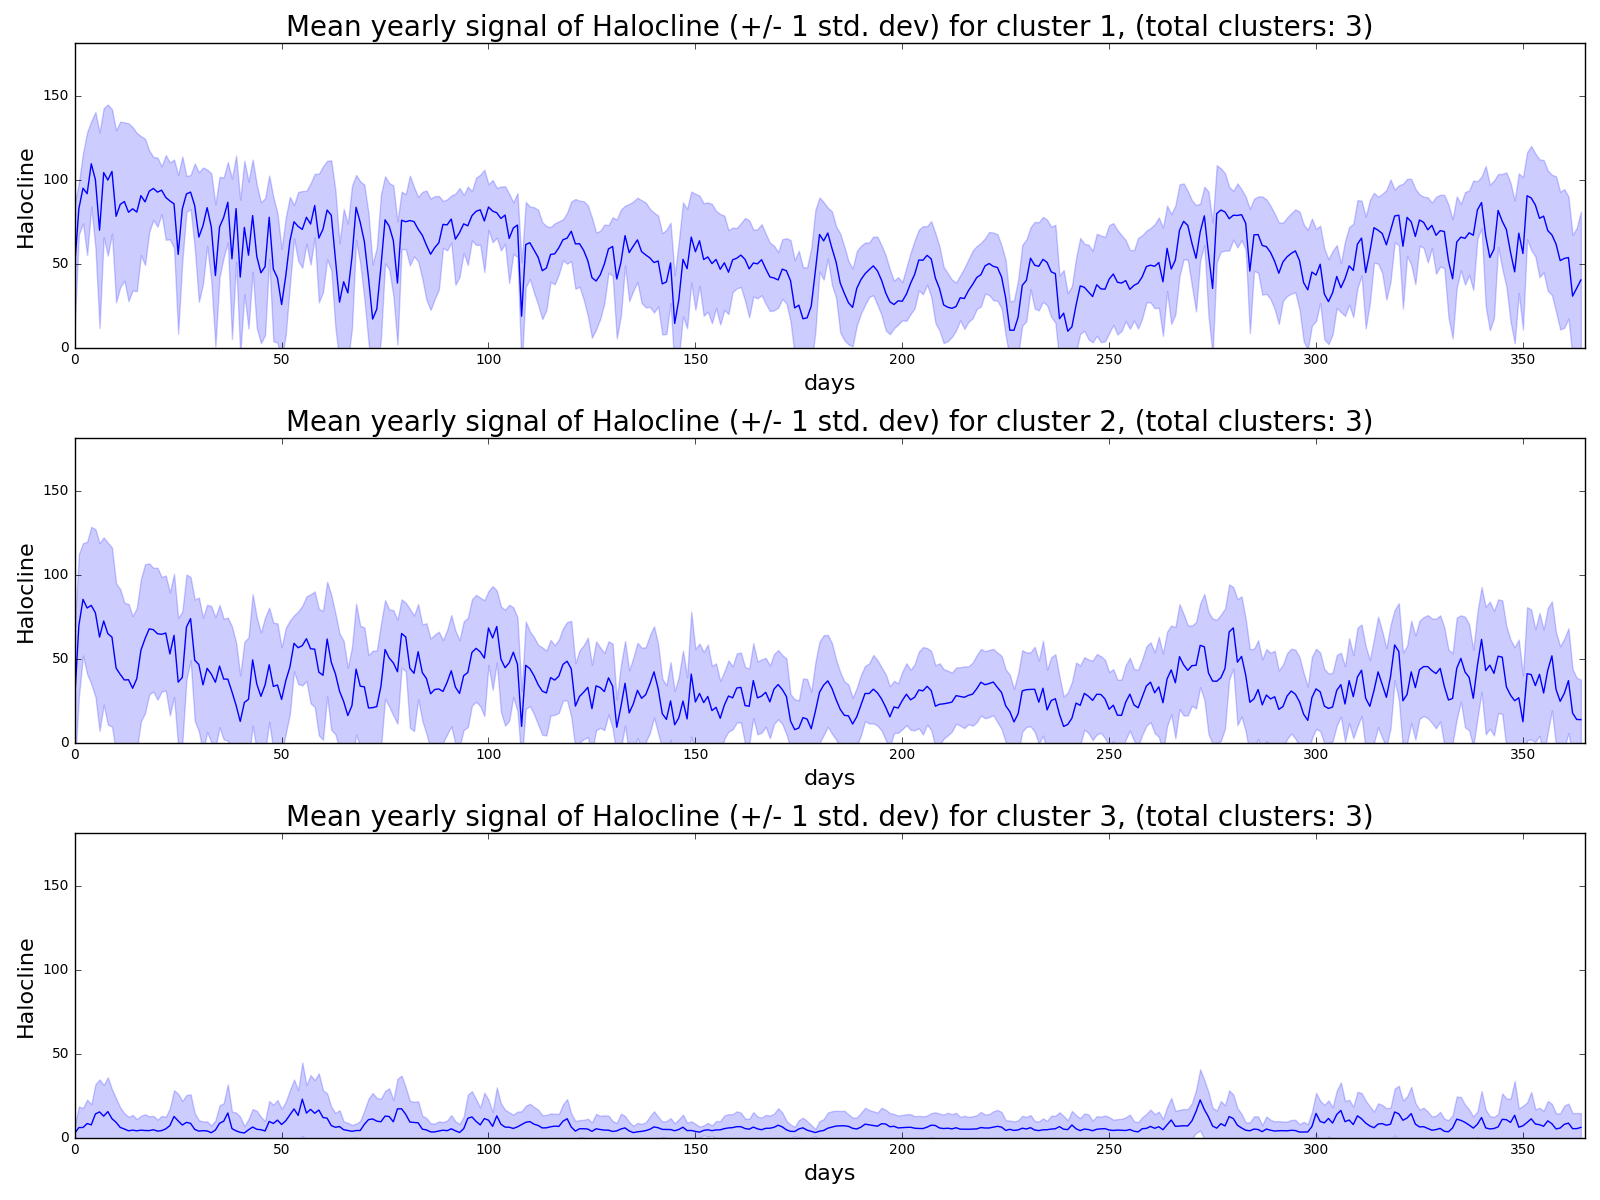 Mean yearly signal of Halocline (+/- 1 std. dev) for cluster 1, (total clusters: 3)
150
100
50
0
Halocline
0 50 100 150 200 250 300 350
days
Mean yearly signal of Halocline (+/- 1 std. dev) for cluster 2, (total clusters: 3)
150
100
50
0
Halocline
0 50 100 150 200 250 300 350
days
Mean yearly signal of Halocline (+/- 1 std. dev) for cluster 3, (total clusters: 3)
150
100
50
0
Halocline
0 50 100 150 200 250 300 350
days